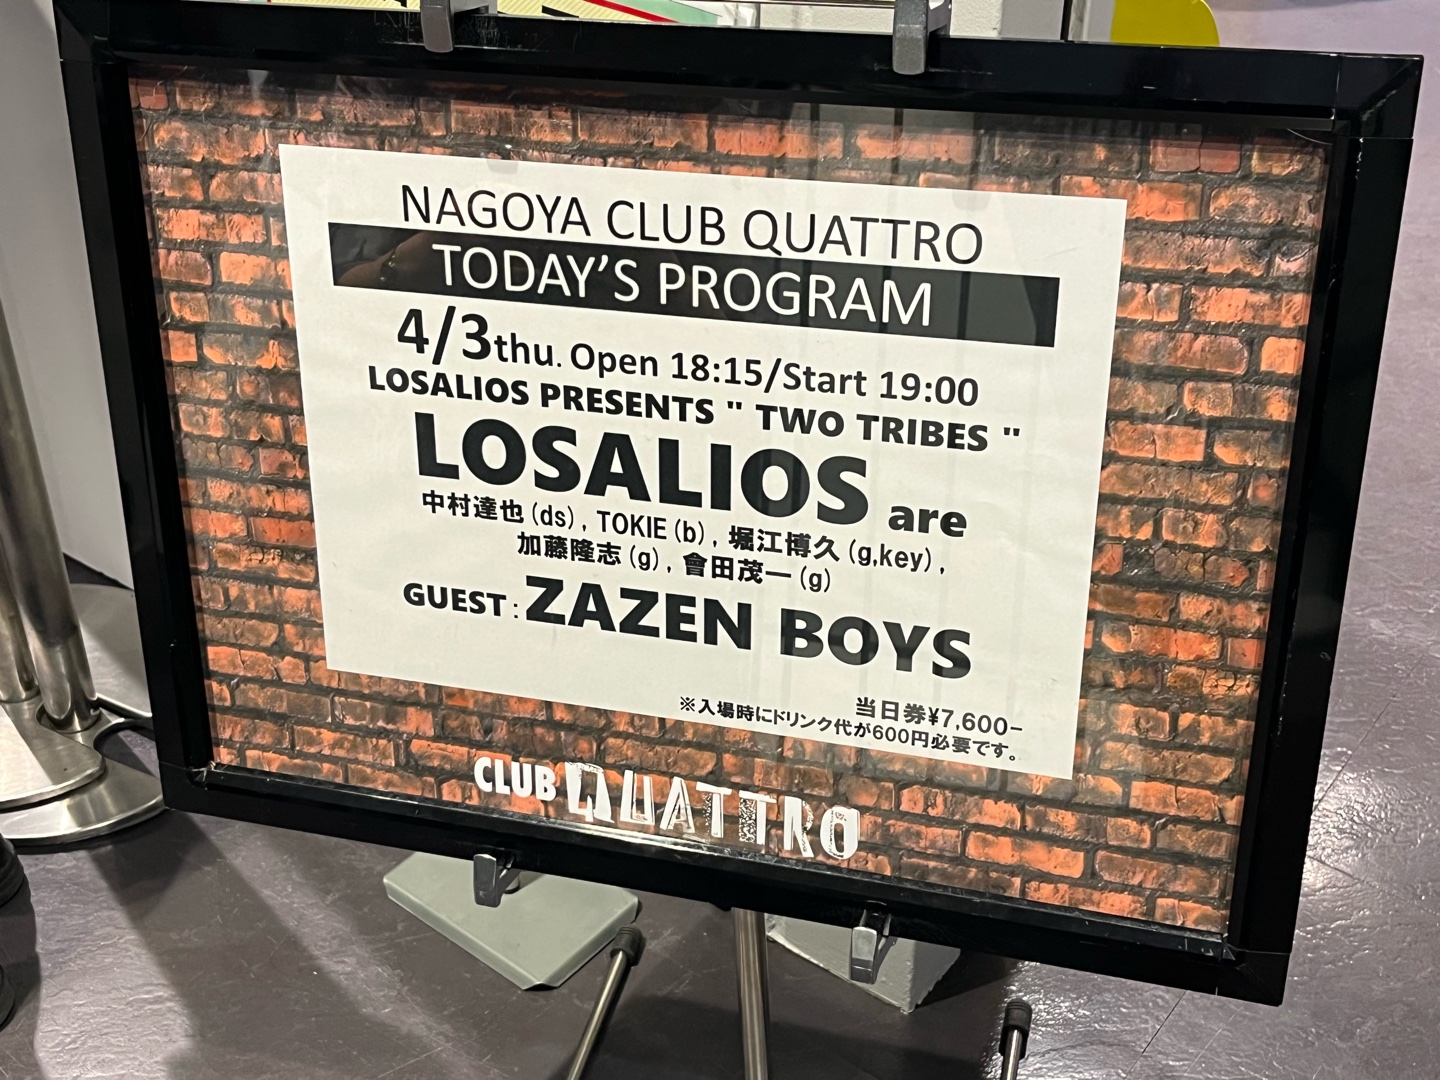 NAGOYA CLUB QUATTRO
TODAY'S PROGRAM
4/3thu. Open 18:15/Start 19:00
LOSALIOS PRESENTS " TWO TRIBES "
LOSALIOS are
中村達也(ds), TOKIE(b), 堀江博久(g,key),
加藤隆志(g), 會田茂一(g)
GUEST:ZAZEN BOYS
当日券¥7,600−
※入場時にドリンク代が600円必要です。
CLUB QUATTRO